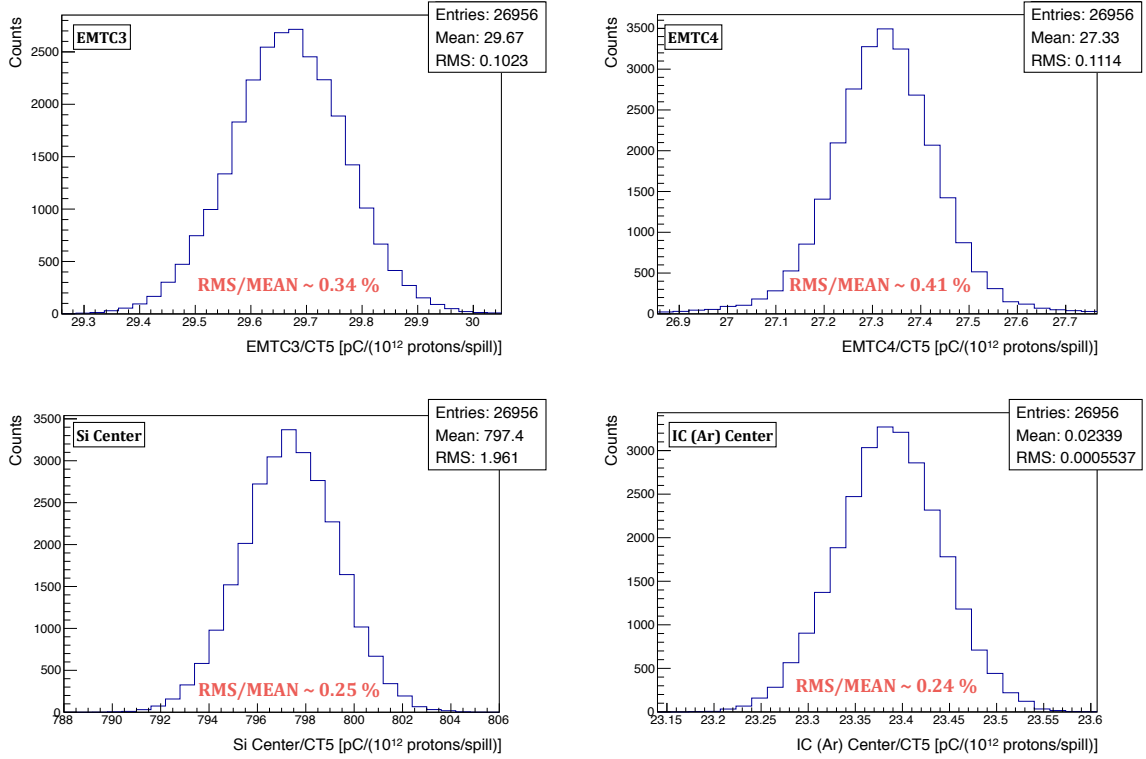 EMTC3
Entries: 26956
Mean: 29.67
RMS: 0.1023
Counts
2500
2000
1500
1000
500
0
RMS/MEAN ~ 0.34 %
29.3 29.4 29.5 29.6 29.7 29.8 29.9 30
EMTC3/CT5 [pC/(10¹² protons/spill)]
EMTC4
Entries: 26956
Mean: 27.33
RMS: 0.1114
Counts
3500
3000
2500
2000
1500
1000
500
0
RMS/MEAN ~ 0.41 %
26.9 27 27.1 27.2 27.3 27.4 27.5 27.6 27.7
EMTC4/CT5 [pC/(10¹² protons/spill)]
Si Center
Entries: 26956
Mean: 797.4
RMS: 1.961
Counts
3500
3000
2500
2000
1500
1000
500
0
RMS/MEAN ~ 0.25 %
788 790 792 794 796 798 800 802 804 806
Si Center/CT5 [pC/(10¹² protons/spill)]
IC (Ar) Center
Entries: 26956
Mean: 0.02339
RMS: 0.0005537
Counts
3000
2500
2000
1500
1000
500
0
RMS/MEAN ~ 0.24 %
23.15 23.2 23.25 23.3 23.35 23.4 23.45 23.5 23.55 23.6
IC (Ar) Center/CT5 [pC/(10¹² protons/spill)]